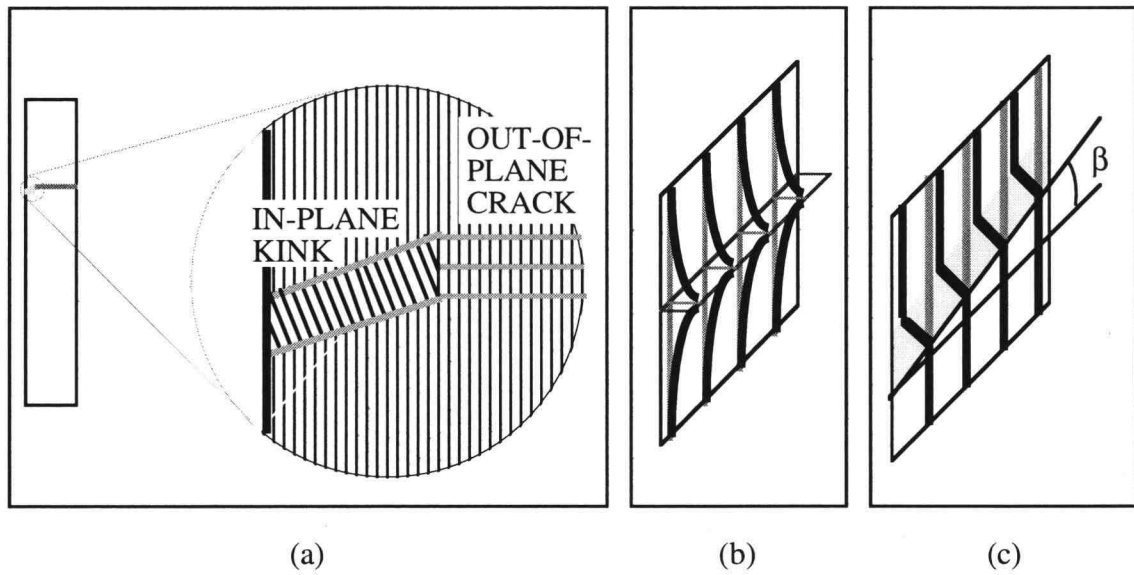 OUT-OF-
PLANE
CRACK
IN-PLANE
KINK
β
(a)
(b)
(c)